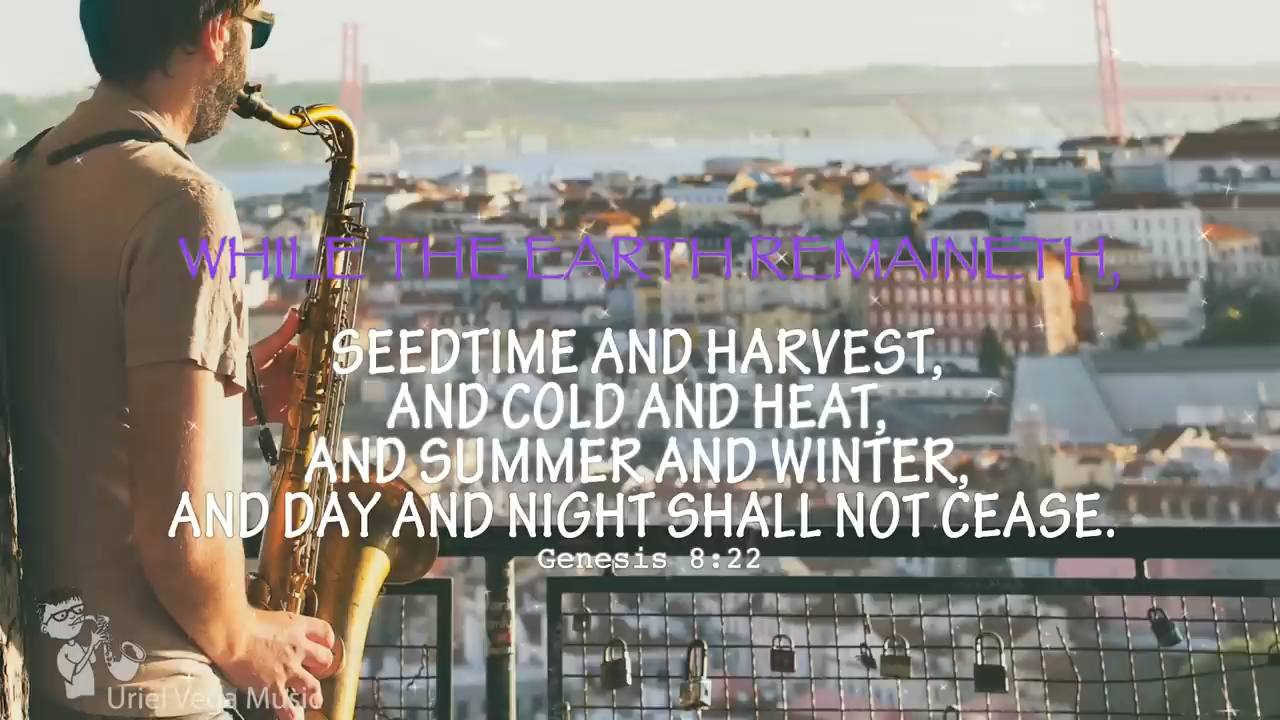 WHILE THE EARTH REMAINETH,
SEEDTIME AND HARVEST,
AND COLD AND HEAT,
AND SUMMER AND WINTER,
AND DAY AND NIGHT SHALL NOT CEASE.
Genesis 8:22
Uriel Vega Music